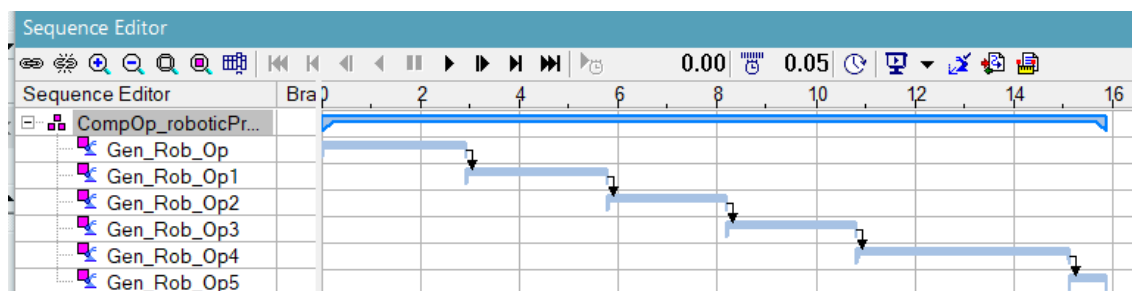 Sequence Editor
0.00 0.05
Sequence Editor Bra 0 2 4 6 8 10 12 14 16
CompOp_roboticPr...
Gen_Rob_Op
Gen_Rob_Op1
Gen_Rob_Op2
Gen_Rob_Op3
Gen_Rob_Op4
Gen_Rob_Op5